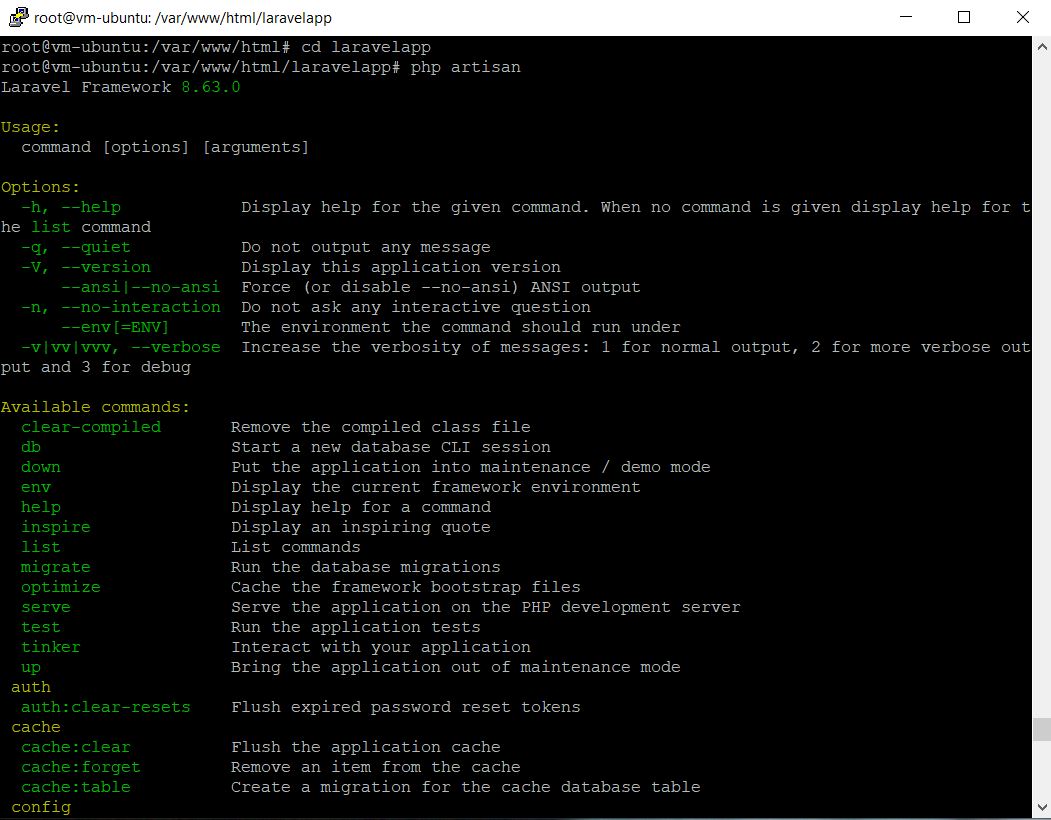 root@vm-ubuntu: /var/www/html/laravelapp
root@vm-ubuntu:/var/www/html# cd laravelapp
root@vm-ubuntu:/var/www/html/laravelapp# php artisan
Laravel Framework 8.63.0
Usage:
  command [options] [arguments]
Options:
  -h, --help            Display help for the given command. When no command is given display help for t
he list command
  -q, --quiet           Do not output any message
  -V, --version         Display this application version
      --ansi|--no-ansi  Force (or disable --no-ansi) ANSI output
  -n, --no-interaction  Do not ask any interactive question
      --env[=ENV]       The environment the command should run under
  -v|vv|vvv, --verbose  Increase the verbosity of messages: 1 for normal output, 2 for more verbose out
put and 3 for debug
Available commands:
  clear-compiled       Remove the compiled class file
  db                   Start a new database CLI session
  down                 Put the application into maintenance / demo mode
  env                  Display the current framework environment
  help                 Display help for a command
  inspire              Display an inspiring quote
  list                 List commands
  migrate              Run the database migrations
  optimize             Cache the framework bootstrap files
  serve                Serve the application on the PHP development server
  test                 Run the application tests
  tinker               Interact with your application
  up                   Bring the application out of maintenance mode
 auth
  auth:clear-resets    Flush expired password reset tokens
 cache
  cache:clear          Flush the application cache
  cache:forget         Remove an item from the cache
  cache:table          Create a migration for the cache database table
 config